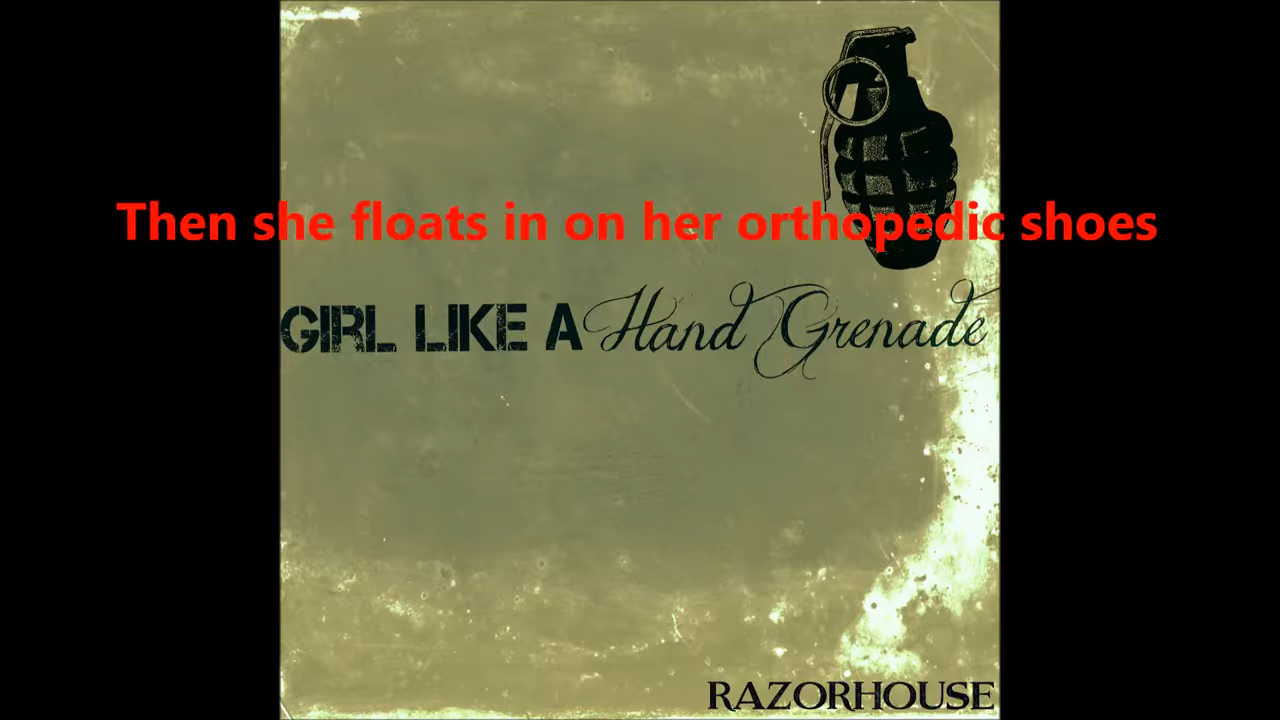 Then she floats in on her orthopedic shoes
GIRL LIKE A Hand Grenade
RAZORHOUSE